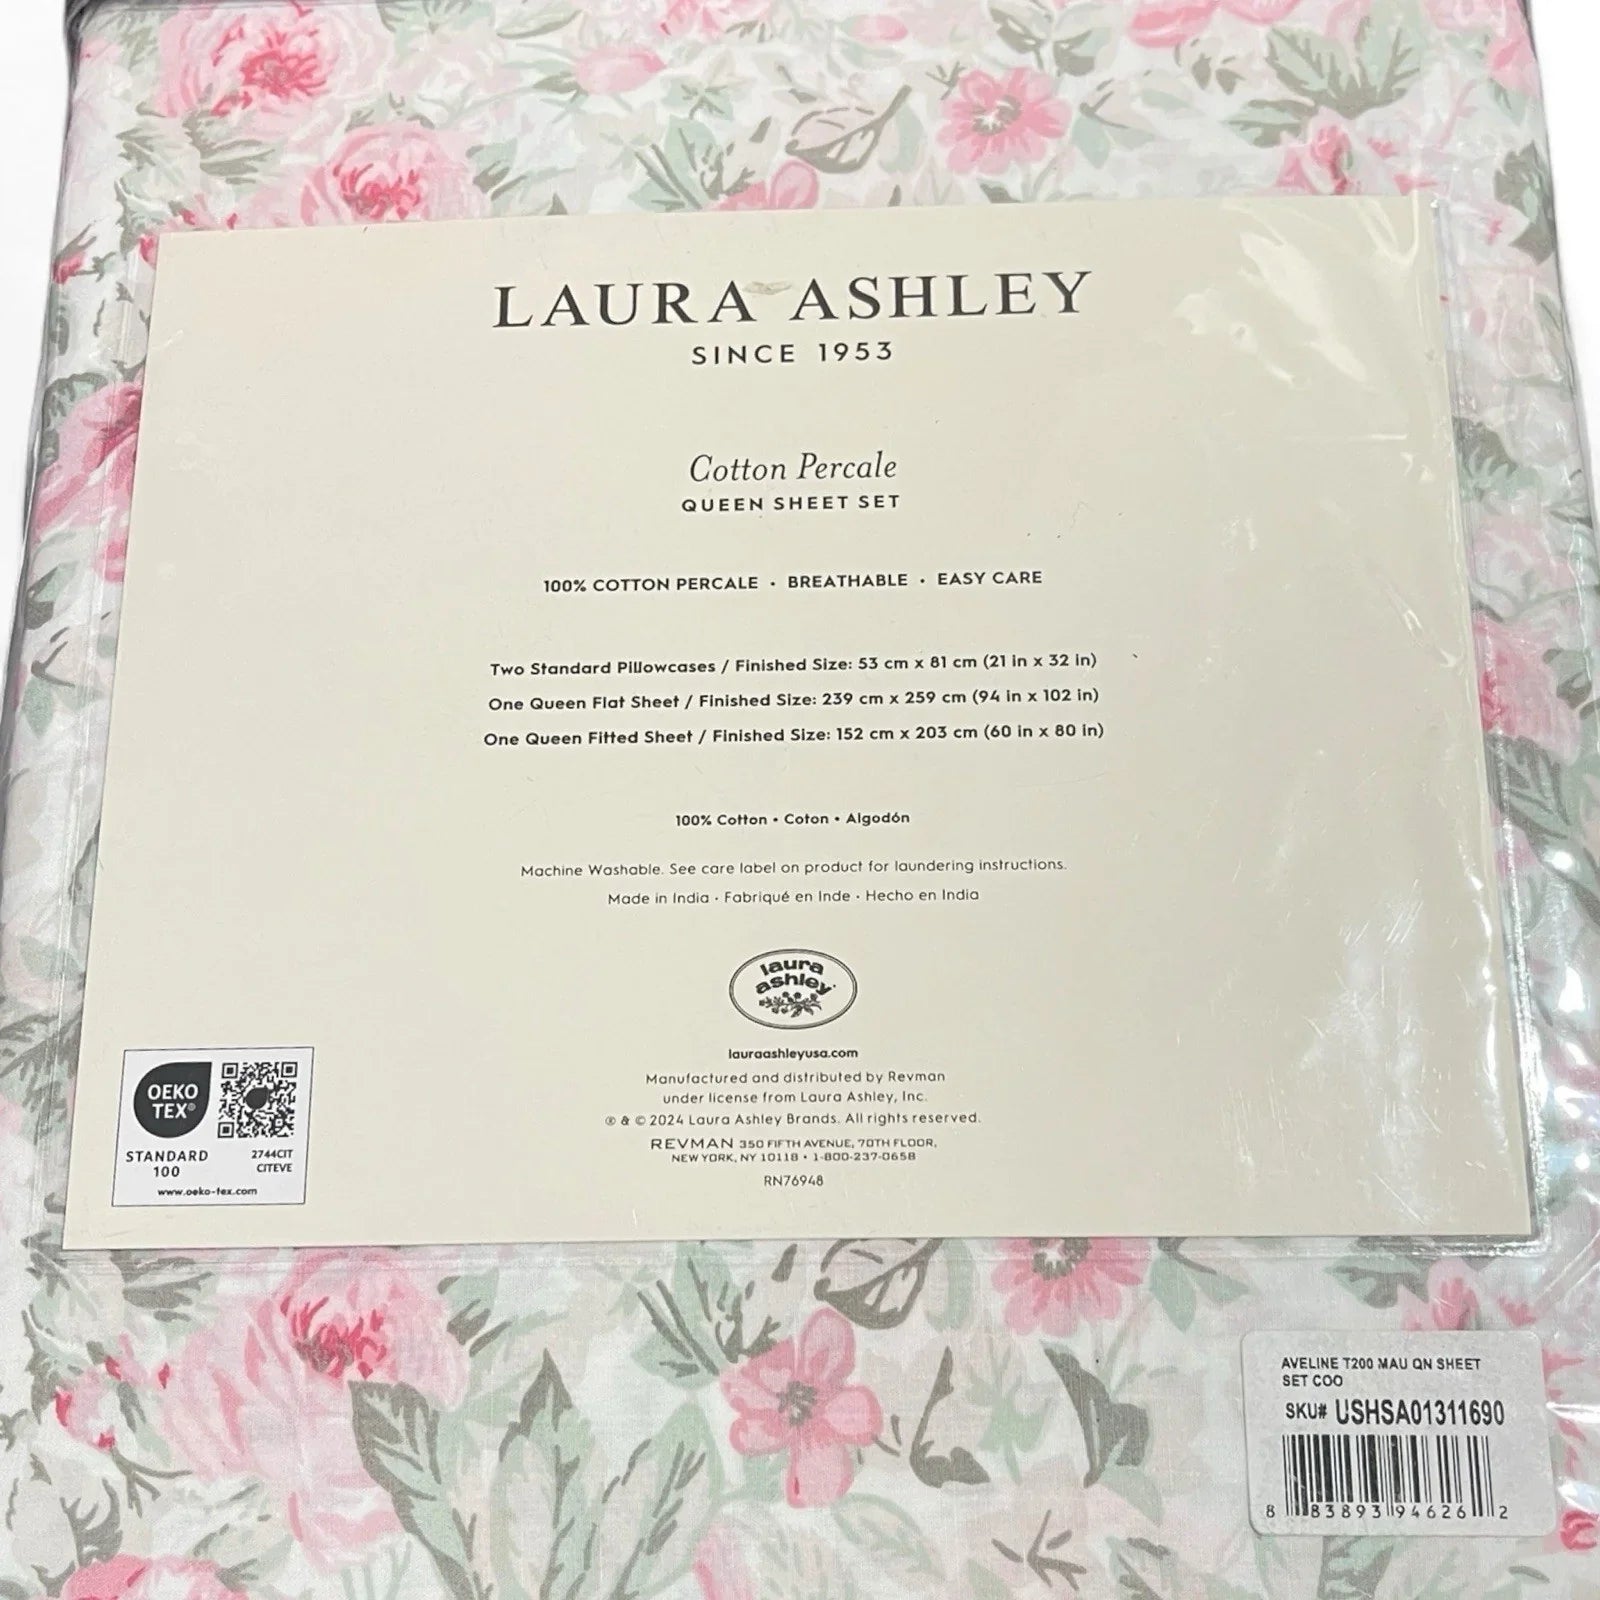 LAURA ASHLEY
SINCE 1953
Cotton Percale
QUEEN SHEET SET
100% COTTON PERCALE • BREATHABLE • EASY CARE
Two Standard Pillowcases / Finished Size: 53 cm x 81 cm (21 in x 32 in)
One Queen Flat Sheet / Finished Size: 239 cm x 259 cm (94 in x 102 in)
One Queen Fitted Sheet / Finished Size: 152 cm x 203 cm (60 in x 80 in)
100% Cotton • Coton • Algodón
Machine Washable. See care label on product for laundering instructions.
Made in India • Fabriqué en Inde • Hecho en India
laura
ashley
lauraashleyusa.com
Manufactured and distributed by Revman
under license from Laura Ashley, Inc.
® & © 2024 Laura Ashley Brands. All rights reserved.
REVMAN 350 FIFTH AVENUE, 70TH FLOOR,
NEW YORK, NY 10118 • 1-800-237-0658
RN76948
OEKO
TEX®
STANDARD
100
2744CIT
CITEVE
www.oeko-tex.com
AVELINE T200 MAU QN SHEET
SET COO
SKU# USHSA01311690
8 83893 94626 2